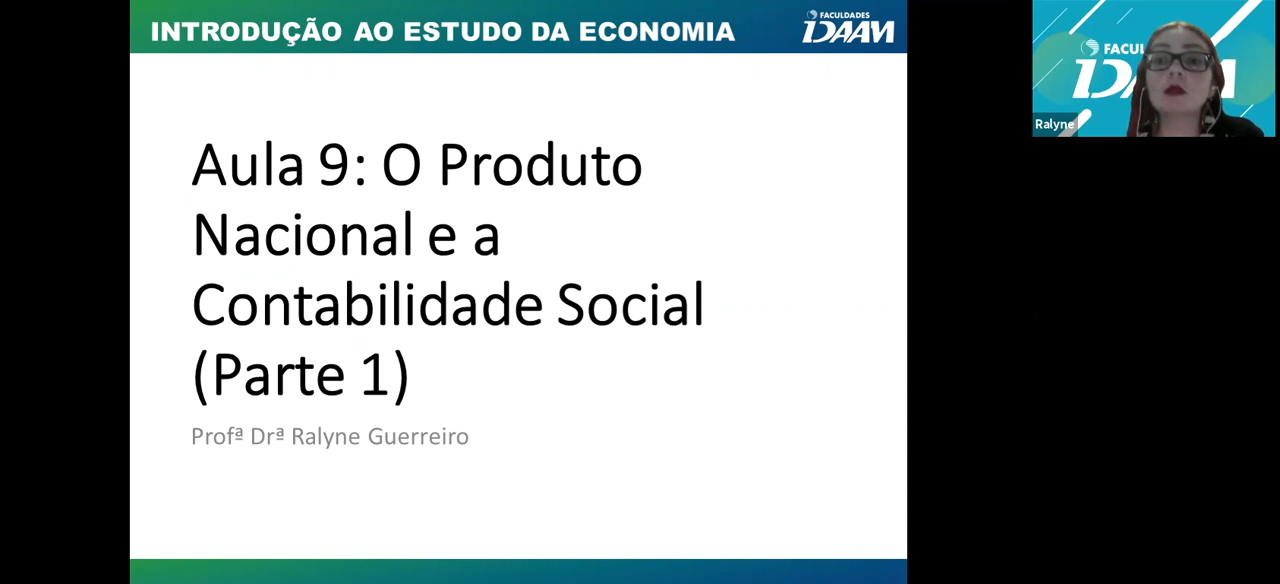 INTRODUÇÃO AO ESTUDO DA ECONOMIA
FACULDADES
IDAAM
Aula 9: O Produto
Nacional e a
Contabilidade Social
(Parte 1)
Profª Drª Ralyne Guerreiro
Ralyne